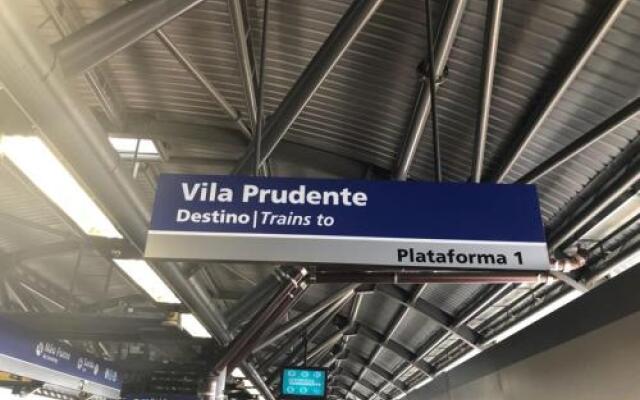 Vila Prudente
Destino|Trains to
Plataforma 1